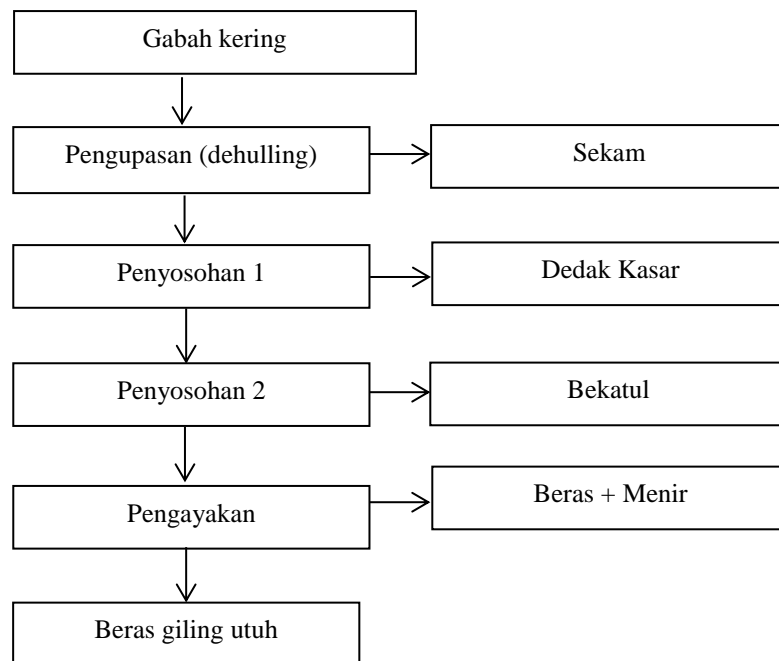 Gabah kering
Pengupasan (dehulling)
Sekam
Penyosohan 1
Dedak Kasar
Penyosohan 2
Bekatul
Pengayakan
Beras + Menir
Beras giling utuh